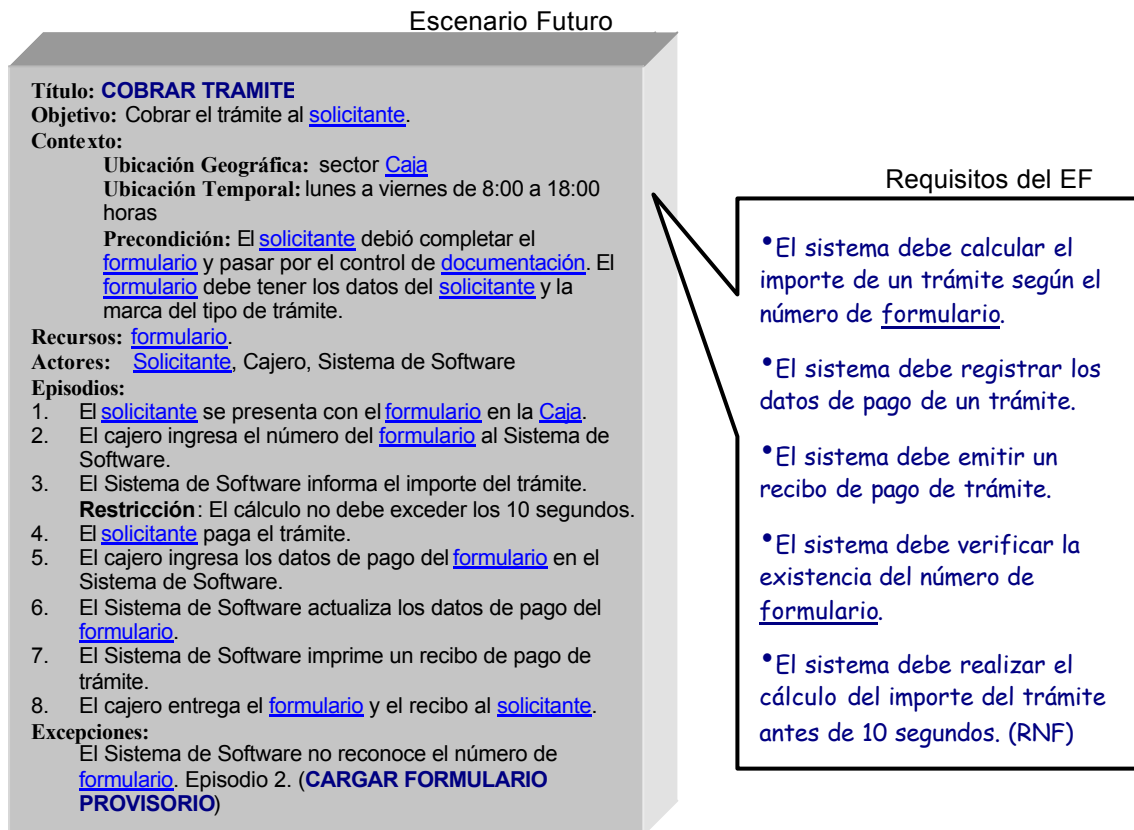 Escenario Futuro
Título: COBRAR TRAMITE
Objetivo: Cobrar el trámite al solicitante.
Contexto:
Ubicación Geográfica: sector Caja
Ubicación Temporal: lunes a viernes de 8:00 a 18:00
horas
Precondición: El solicitante debió completar el
formulario y pasar por el control de documentación. El
formulario debe tener los datos del solicitante y la
marca del tipo de trámite.
Recursos: formulario.
Actores: Solicitante, Cajero, Sistema de Software
Episodios:
1. El solicitante se presenta con el formulario en la Caja.
2. El cajero ingresa el número del formulario al Sistema de
Software.
3. El Sistema de Software informa el importe del trámite.
Restricción: El cálculo no debe exceder los 10 segundos.
4. El solicitante paga el trámite.
5. El cajero ingresa los datos de pago del formulario en el
Sistema de Software.
6. El Sistema de Software actualiza los datos de pago del
formulario.
7. El Sistema de Software imprime un recibo de pago de
trámite.
8. El cajero entrega el formulario y el recibo al solicitante.
Excepciones:
El Sistema de Software no reconoce el número de
formulario. Episodio 2. (CARGAR FORMULARIO
PROVISORIO)
Requisitos del EF
•El sistema debe calcular el
importe de un trámite según el
número de formulario.
•El sistema debe registrar los
datos de pago de un trámite.
•El sistema debe emitir un
recibo de pago de trámite.
•El sistema debe verificar la
existencia del número de
formulario.
•El sistema debe realizar el
cálculo del importe del trámite
antes de 10 segundos. (RNF)